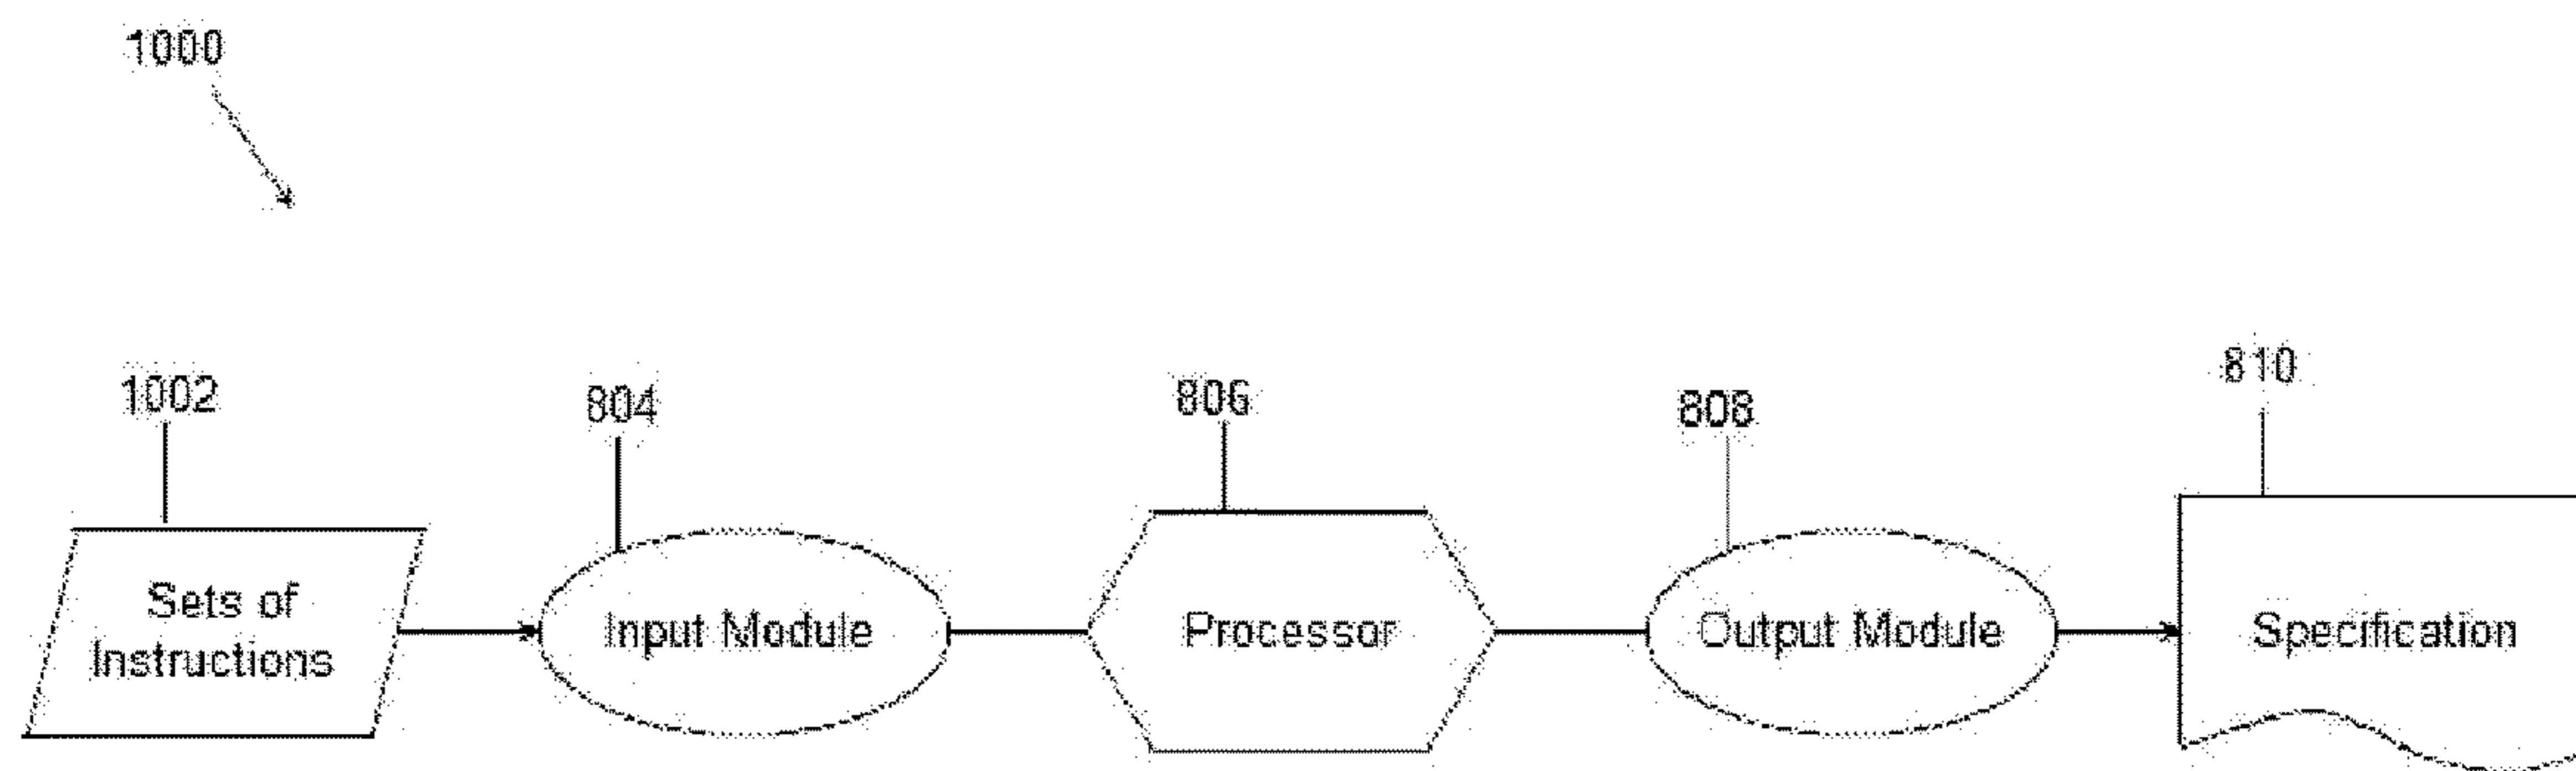 1000
1002
804
806
808
810
Sets of
Instructions
Input Module
Processor
Output Module
Specification